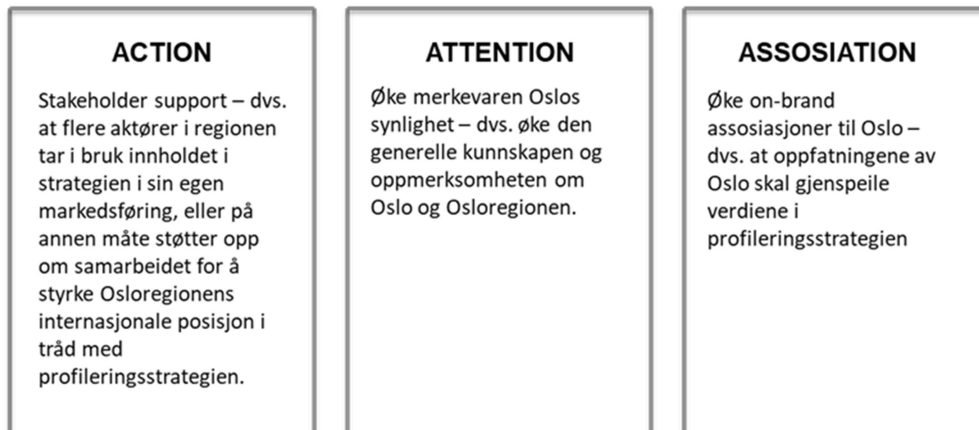 ACTION
Stakeholder support – dvs.
at flere aktører i regionen
tar i bruk innholdet i
strategien i sin egen
markedsføring, eller på
annen måte støtter opp
om samarbeidet for å
styrke Osloregionens
internasjonale posisjon i
tråd med
profileringsstrategien.
ATTENTION
Øke merkevaren Oslos
synlighet – dvs. øke den
generelle kunnskapen og
oppmerksomheten om
Oslo og Osloregionen.
ASSOSIATION
Øke on-brand
assosiasjoner til Oslo –
dvs. at oppfatningene av
Oslo skal gjenspeile
verdiene i
profileringsstrategien